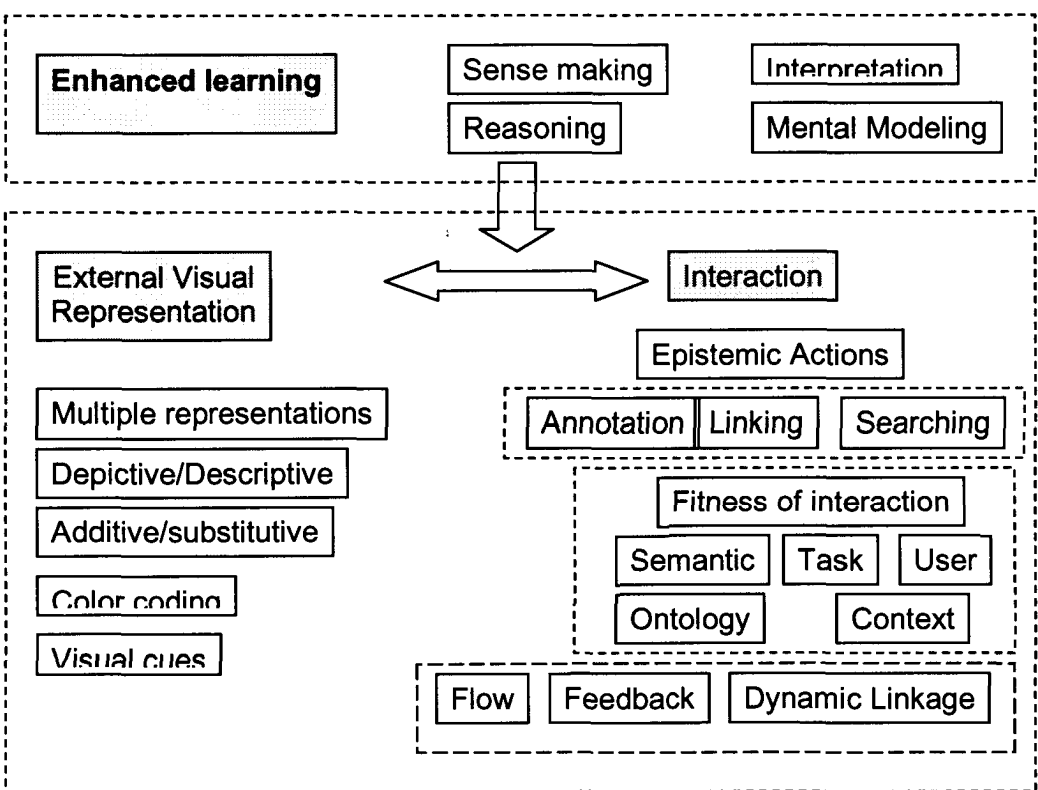 Enhanced learning
Sense making
Interpretation
Reasoning
Mental Modeling
External Visual
Representation
Interaction
Epistemic Actions
Multiple representations
Annotation
Linking
Searching
Depictive/Descriptive
Fitness of interaction
Additive/substitutive
Semantic
Task
User
Color coding
Ontology
Context
Visual cues
Flow
Feedback
Dynamic Linkage